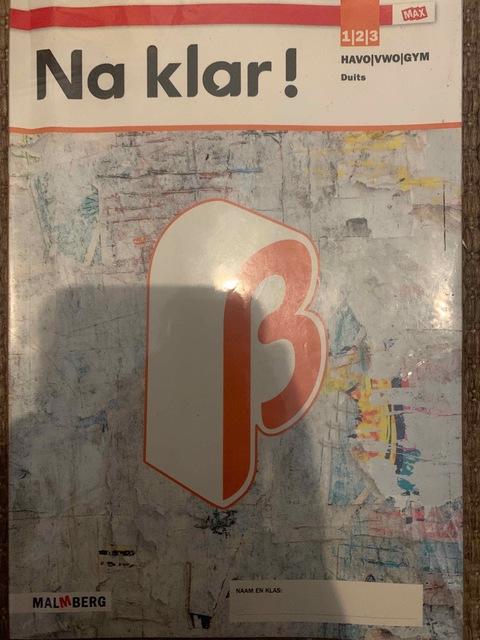 MAX
1|2|3
Na klar!
HAVO|VWO|GYM
Duits
ß
NAAM EN KLAS:
MALMBERG